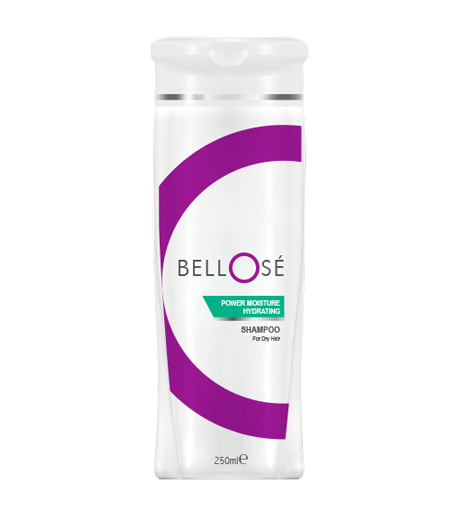 BELLOSÉ
POWER MOISTURE
HYDRATING
SHAMPOO
For Dry Hair
250ml℮